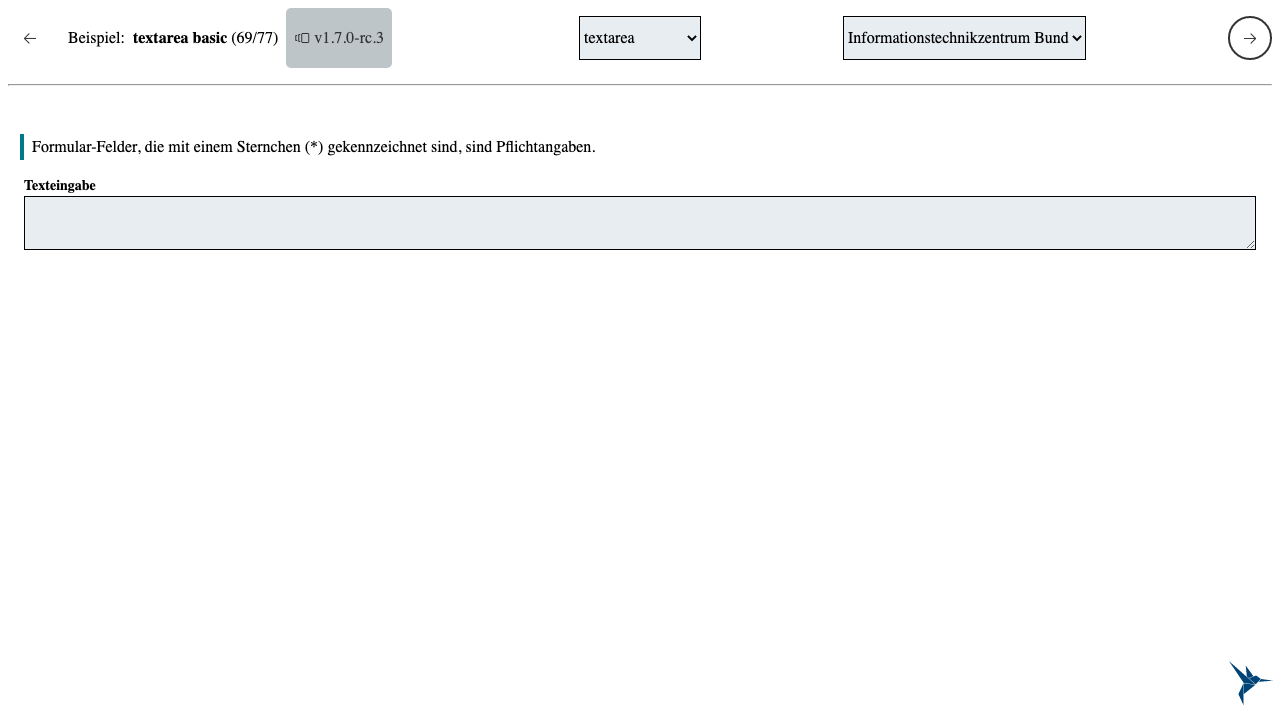 Beispiel: textarea basic (69/77) v1.7.0-rc.3 textarea Informationstechnikzentrum Bund
Formular-Felder, die mit einem Sternchen (*) gekennzeichnet sind, sind Pflichtangaben.
Texteingabe